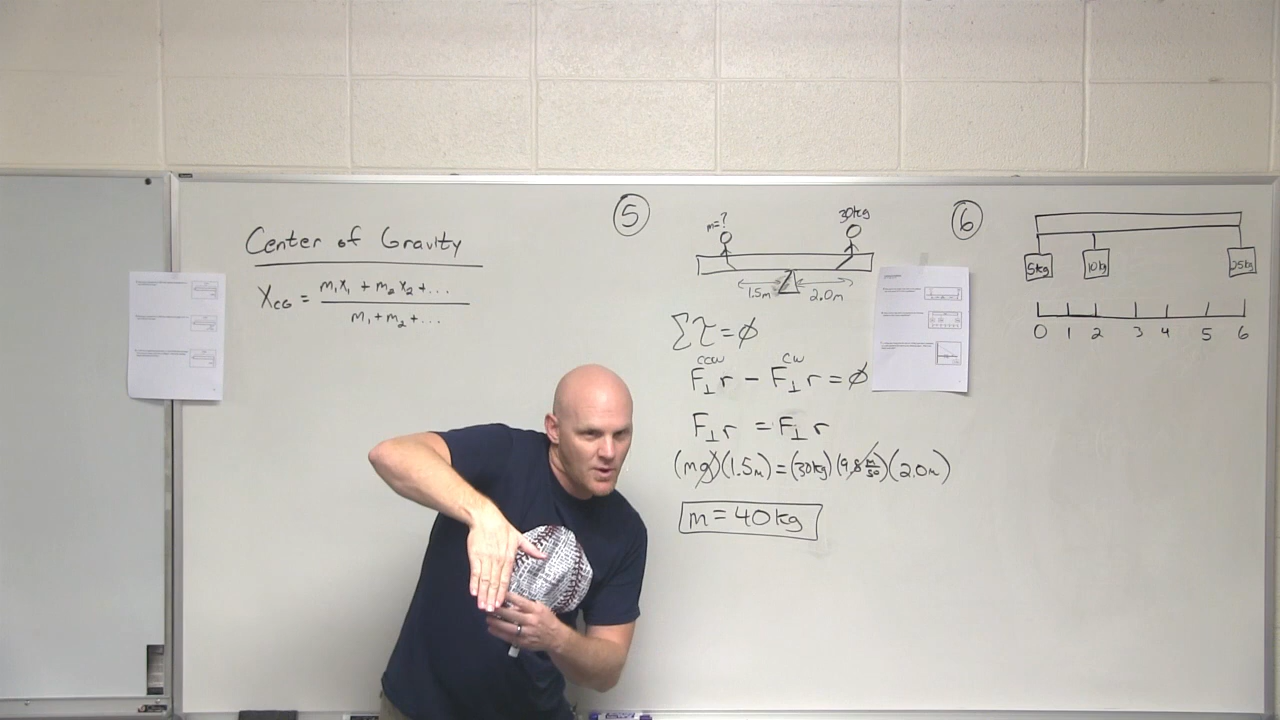 Center of Gravity
X_CG = m₁x₁ + m₂x₂ + ...
m₁ + m₂ + ...
5
m=?
30kg
1.5m
2.0m
Στ = ∅
CCW CW
F⊥r − F⊥r = ∅
F⊥r = F⊥r
(mg)(1.5m) = (30kg)(9.8 m/s²)(2.0m)
m = 40kg
6
5kg 10kg 25kg
0 1 2 3 4 5 6